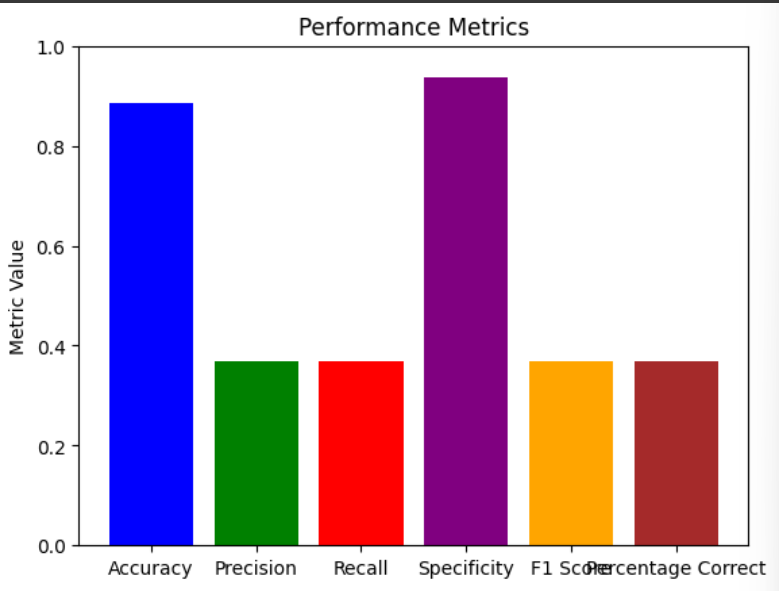 Performance Metrics
1.0
0.8
0.6
0.4
0.2
0.0
Metric Value
Accuracy
Precision
Recall
Specificity
F1 Score
Percentage Correct